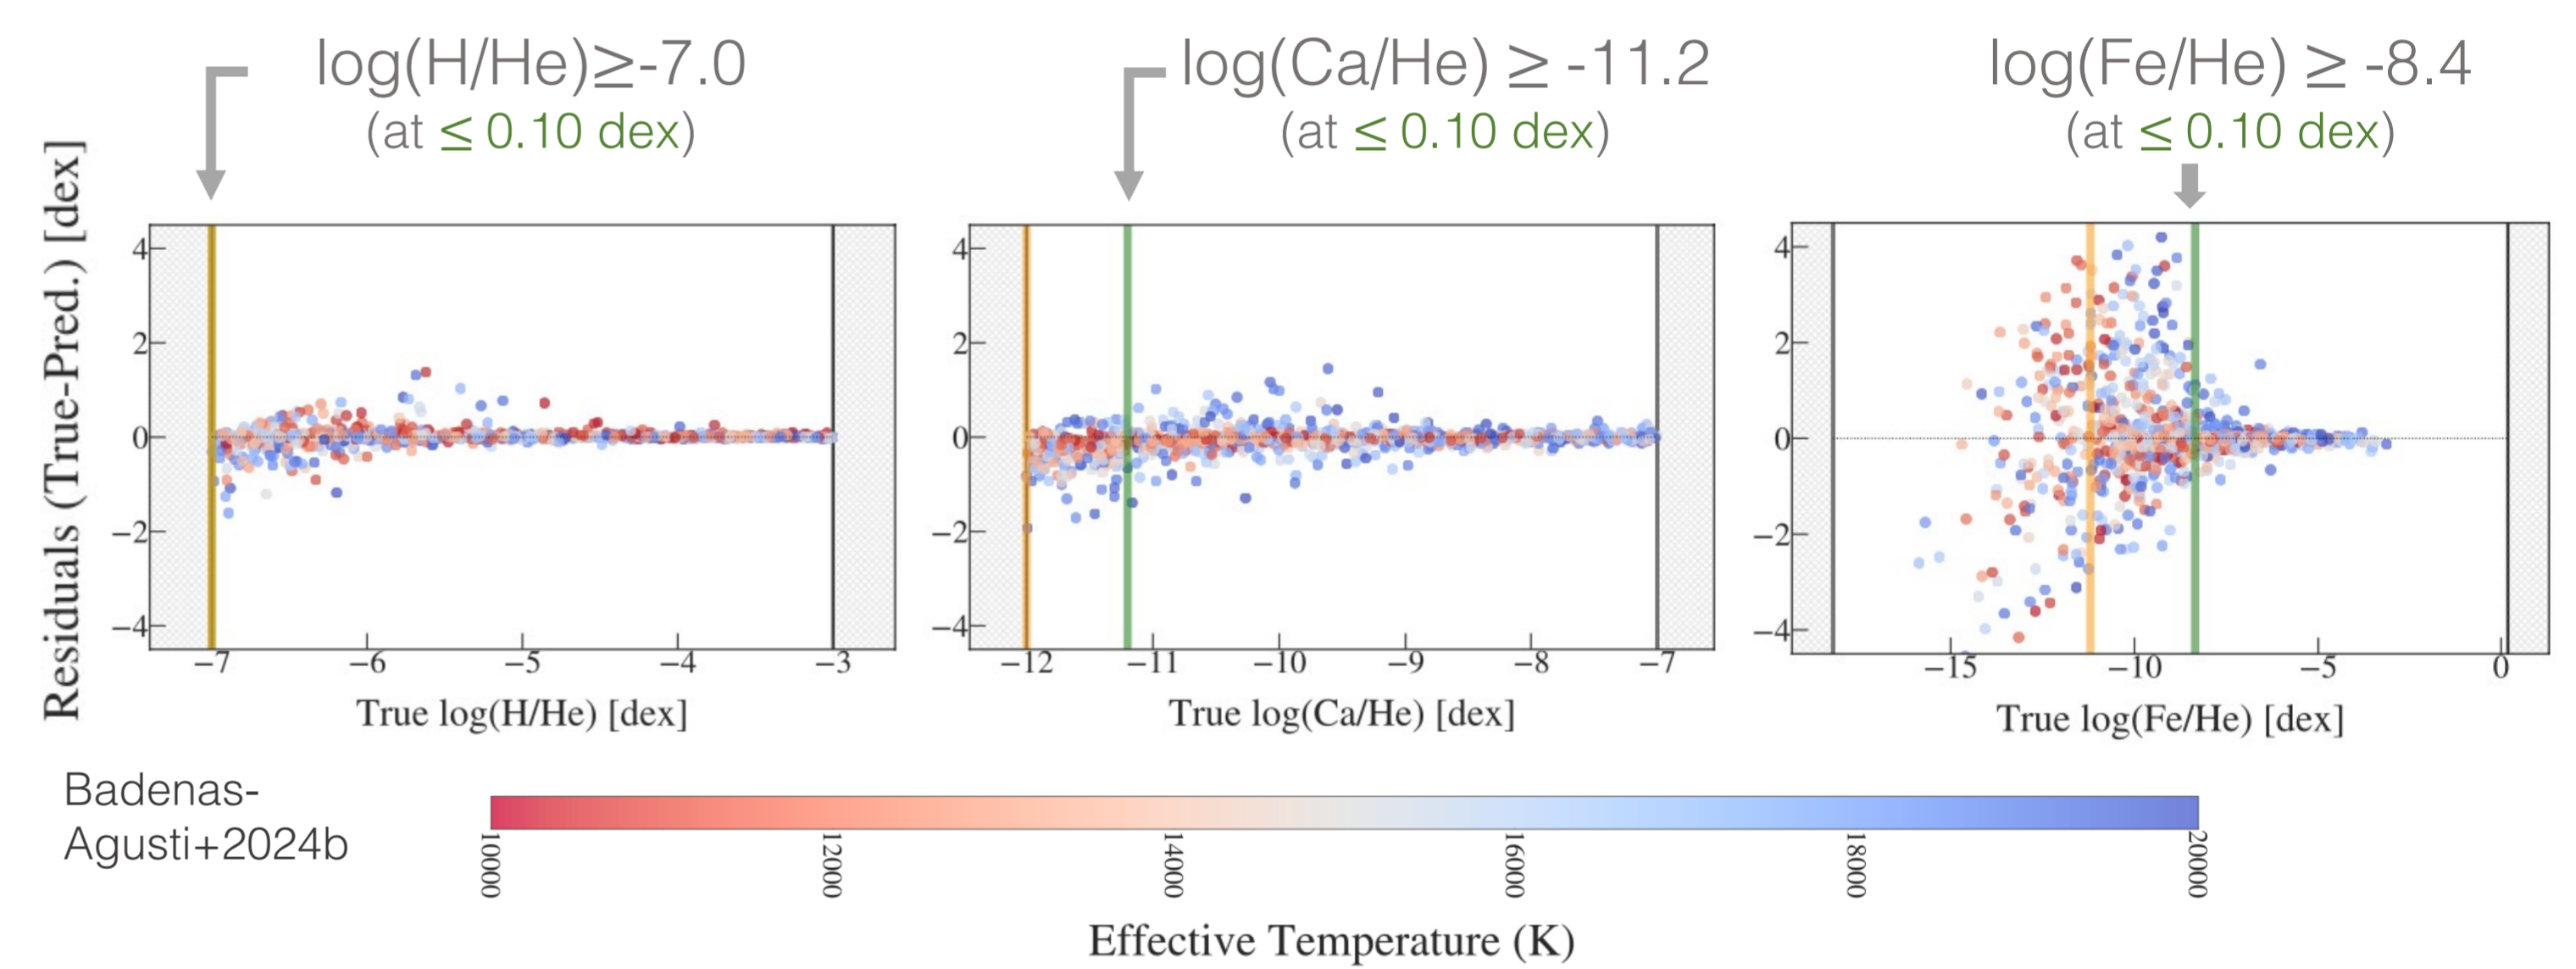 log(H/He)≥-7.0
(at ≤ 0.10 dex)
log(Ca/He) ≥ -11.2
(at ≤ 0.10 dex)
log(Fe/He) ≥ -8.4
(at ≤ 0.10 dex)
Residuals (True-Pred.) [dex]
4
2
0
−2
−4
−7 −6 −5 −4 −3
True log(H/He) [dex]
4
2
0
−2
−4
−12 −11 −10 −9 −8 −7
True log(Ca/He) [dex]
4
2
0
−2
−4
−15 −10 −5 0
True log(Fe/He) [dex]
Badenas-
Agusti+2024b
10000 12000 14000 16000 18000 20000
Effective Temperature (K)